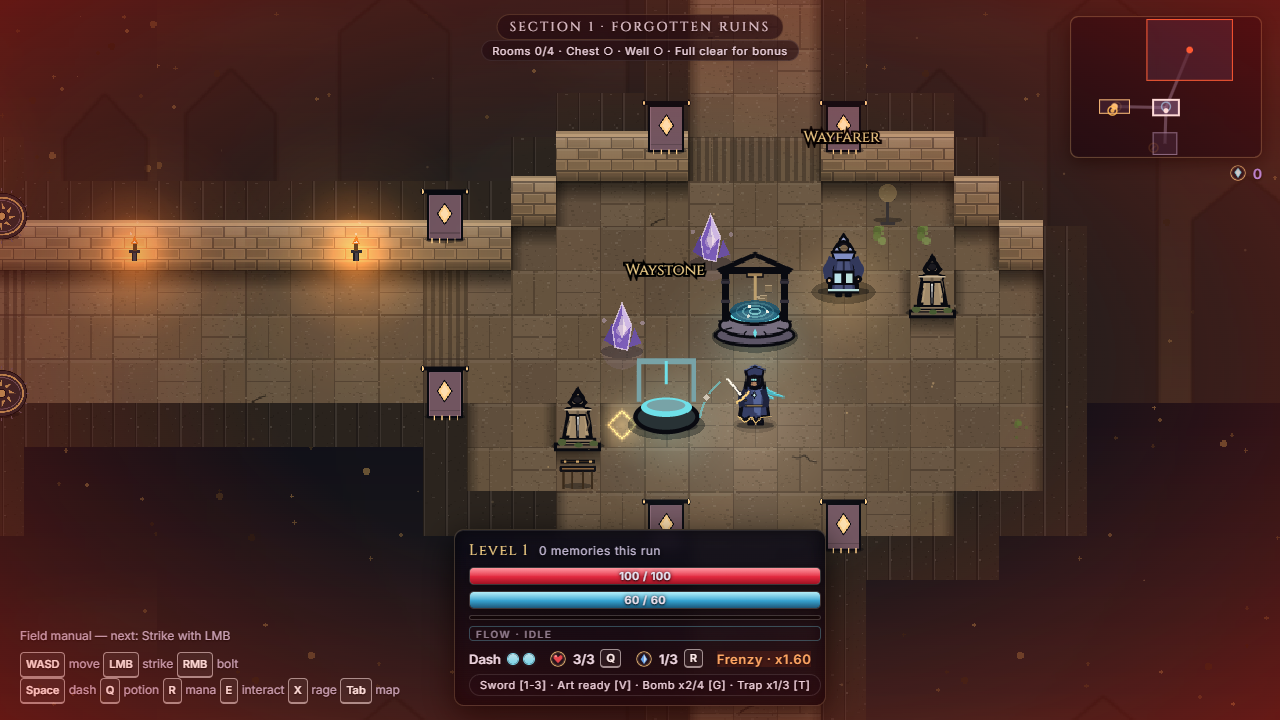 SECTION 1 · FORGOTTEN RUINS
Rooms 0/4 · Chest ○ · Well ○ · Full clear for bonus
WAYFARER
0
WAYSTONE
LEVEL 1 0 memories this run
100 / 100
60 / 60
FLOW · IDLE
Dash 3/3 Q 1/3 R Frenzy · x1.60
Sword [1-3] · Art ready [V] · Bomb x2/4 [G] · Trap x1/3 [T]
Field manual — next: Strike with LMB
WASD move LMB strike RMB bolt
Space dash Q potion R mana E interact X rage Tab map